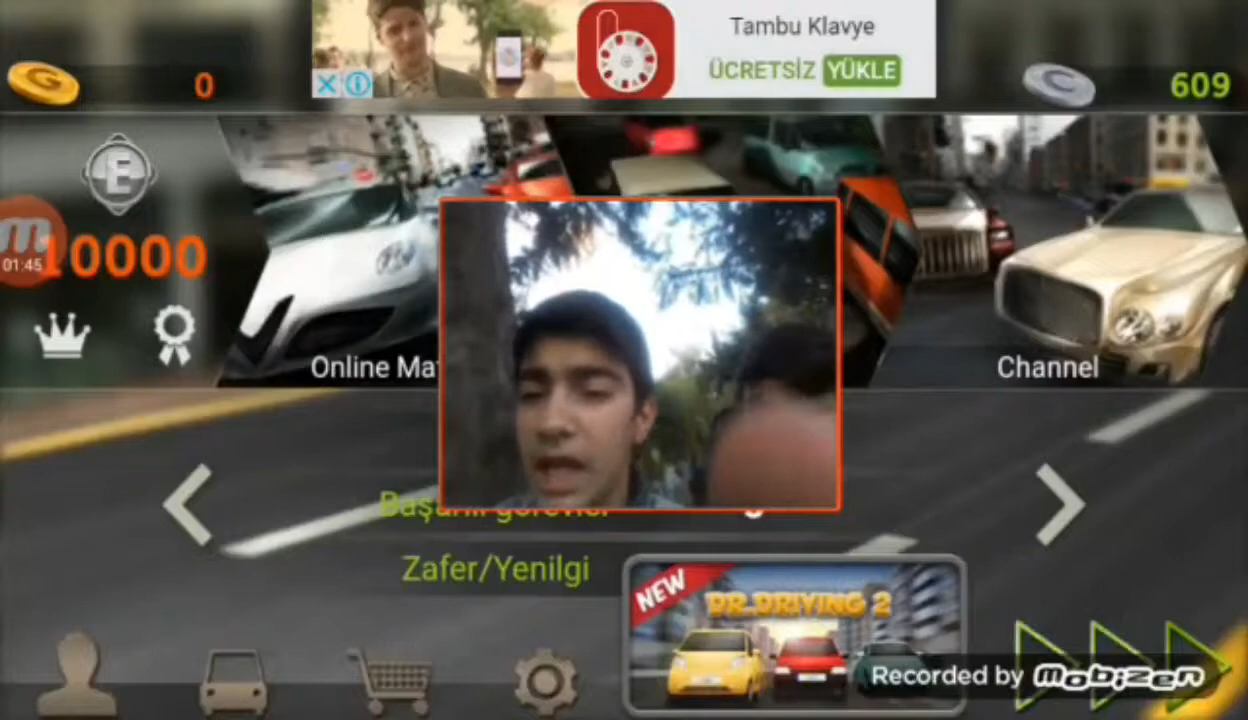 Tambu Klavye
ÜCRETSİZ YÜKLE
G
0
C
609
E
10000
01:45
Online Ma
Channel
Zafer/Yenilgi
NEW
DR.DRIVING 2
Recorded by Mobizen